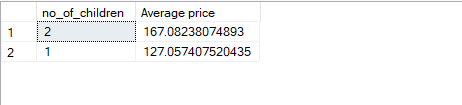 no_of_children Average price
1 2 167.08238074893
2 1 127.057407520435